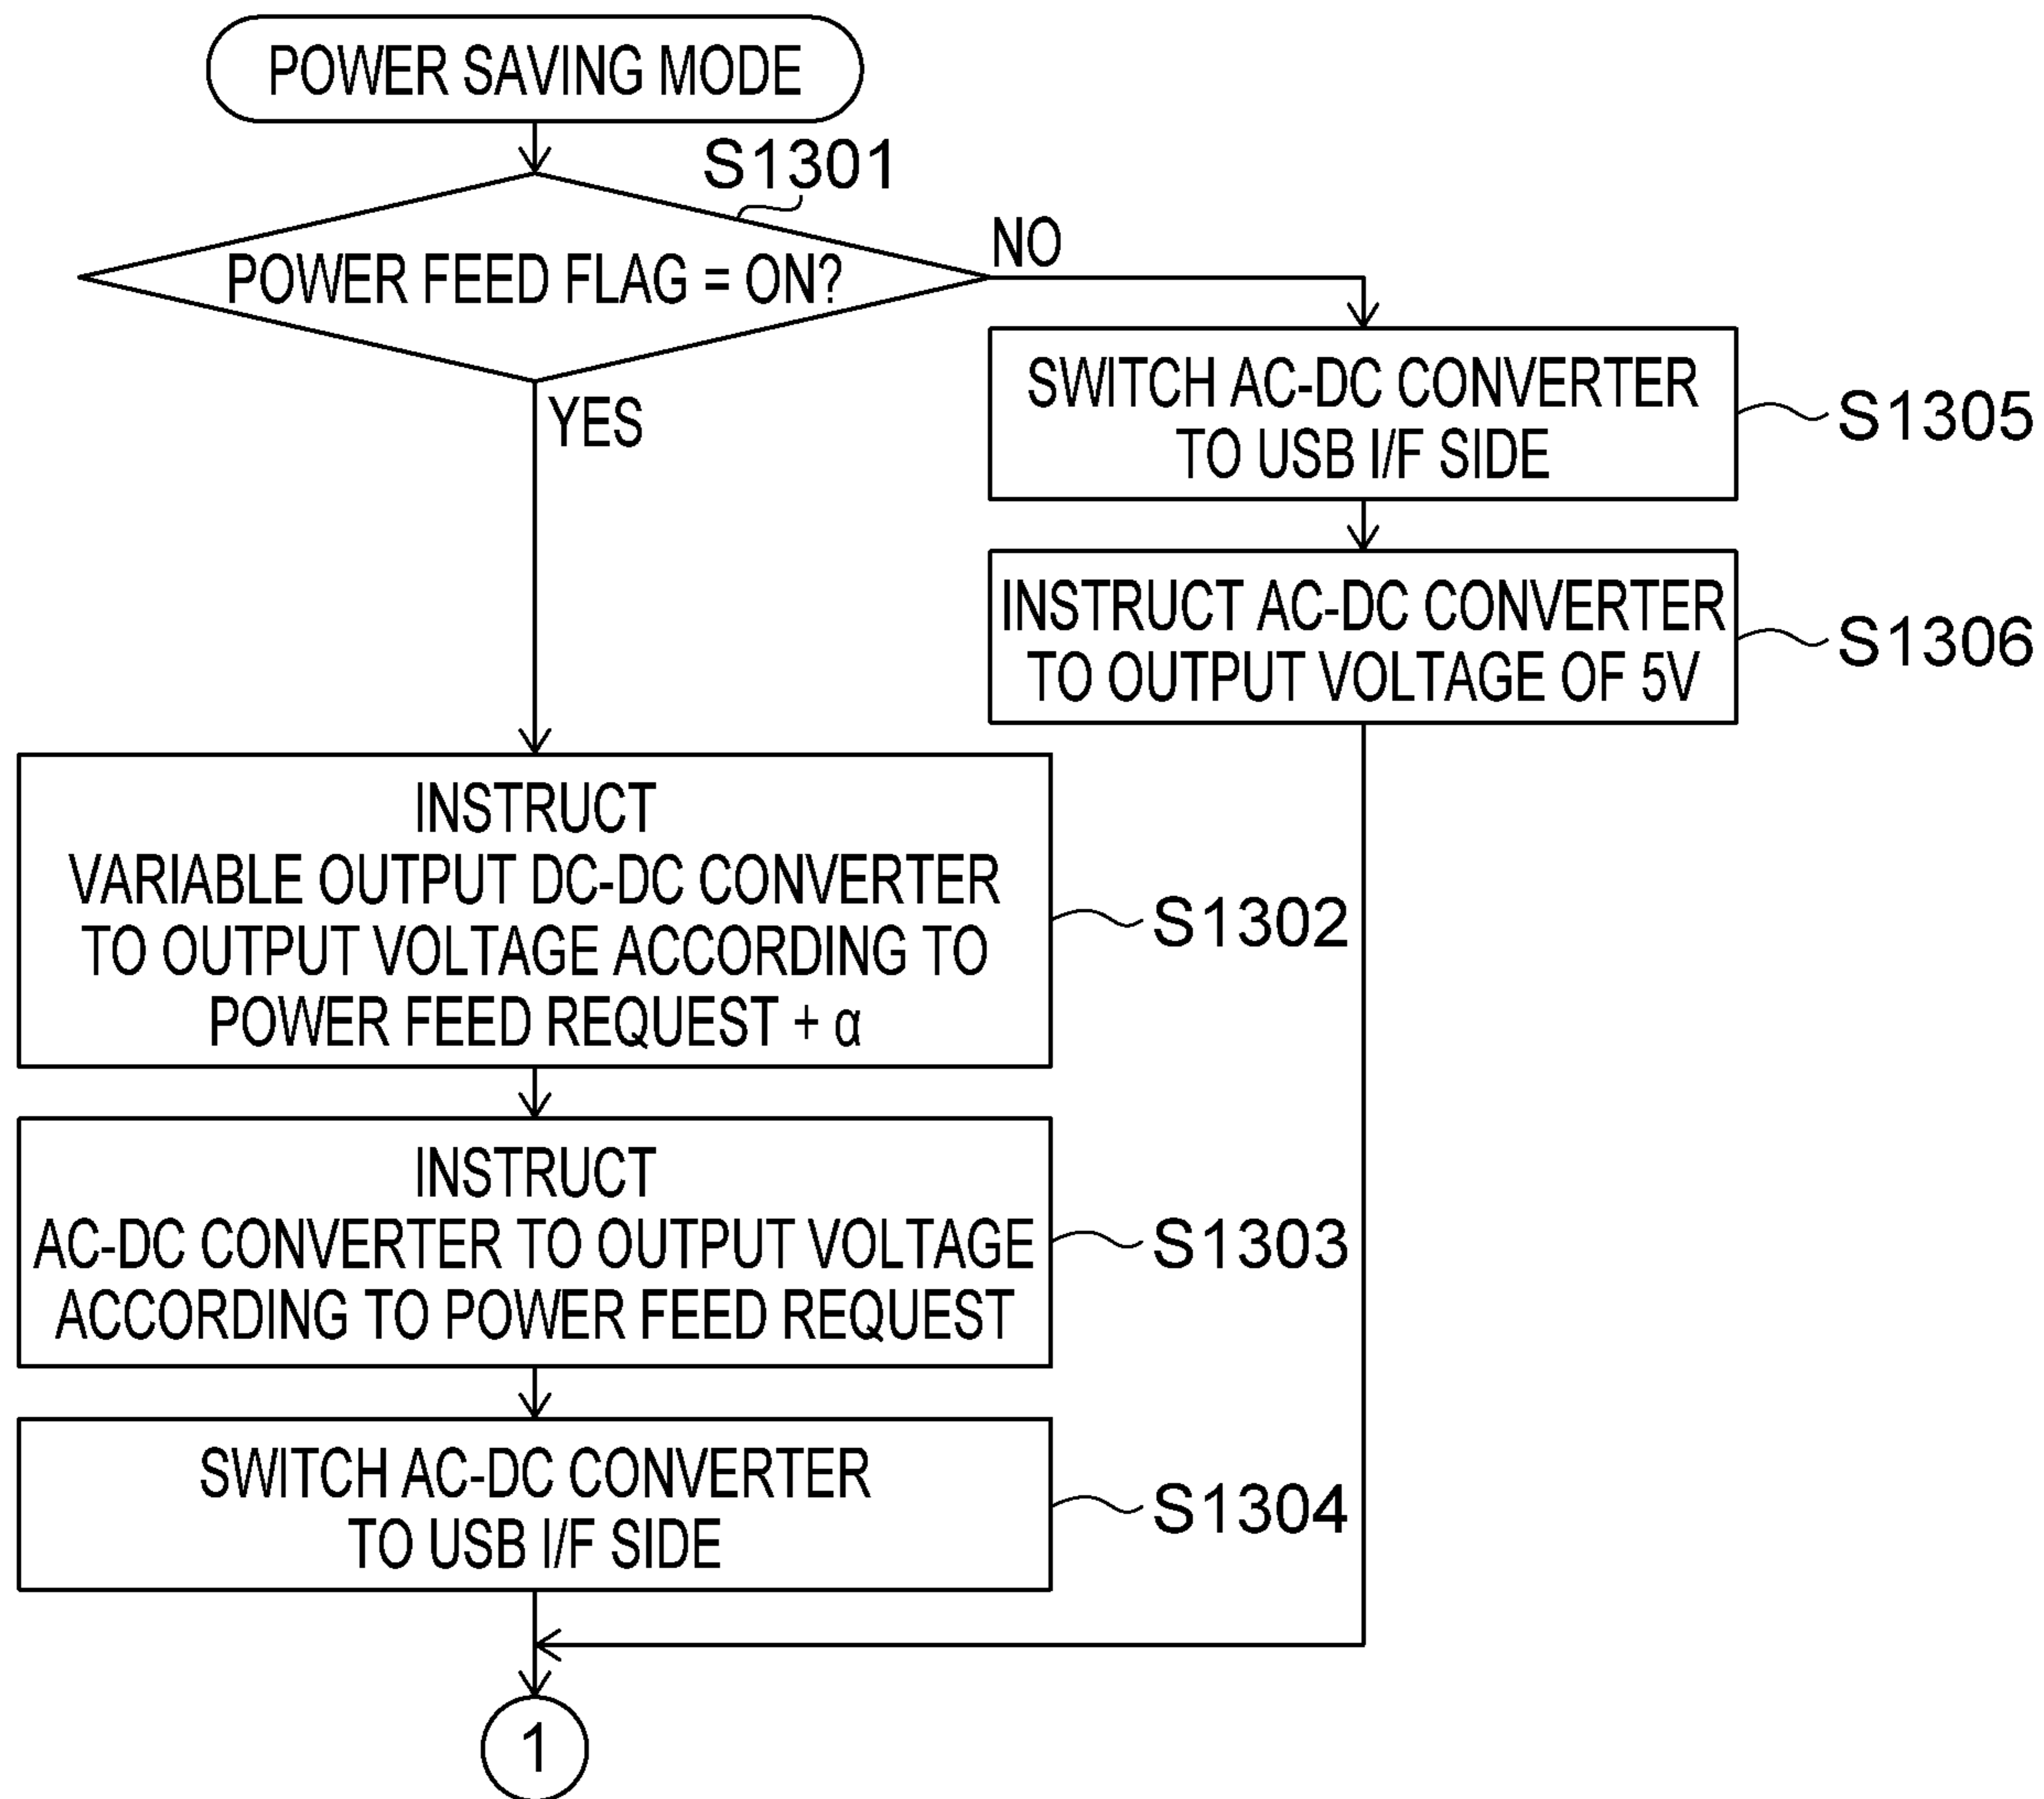 POWER SAVING MODE
S1301
POWER FEED FLAG = ON?
NO
YES
SWITCH AC-DC CONVERTER
TO USB I/F SIDE
S1305
INSTRUCT AC-DC CONVERTER
TO OUTPUT VOLTAGE OF 5V
S1306
INSTRUCT
VARIABLE OUTPUT DC-DC CONVERTER
TO OUTPUT VOLTAGE ACCORDING TO
POWER FEED REQUEST + α
S1302
INSTRUCT
AC-DC CONVERTER TO OUTPUT VOLTAGE
ACCORDING TO POWER FEED REQUEST
S1303
SWITCH AC-DC CONVERTER
TO USB I/F SIDE
S1304
1